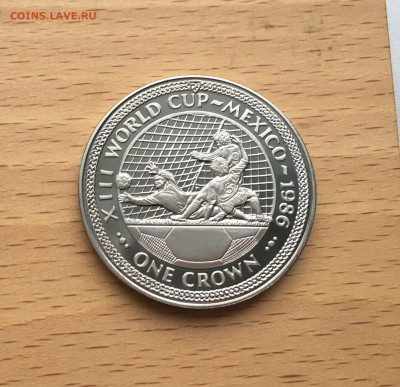 COINS.LAVE.RU
XIII WORLD CUP ~ MEXICO ~ 1986
••• ONE CROWN •••